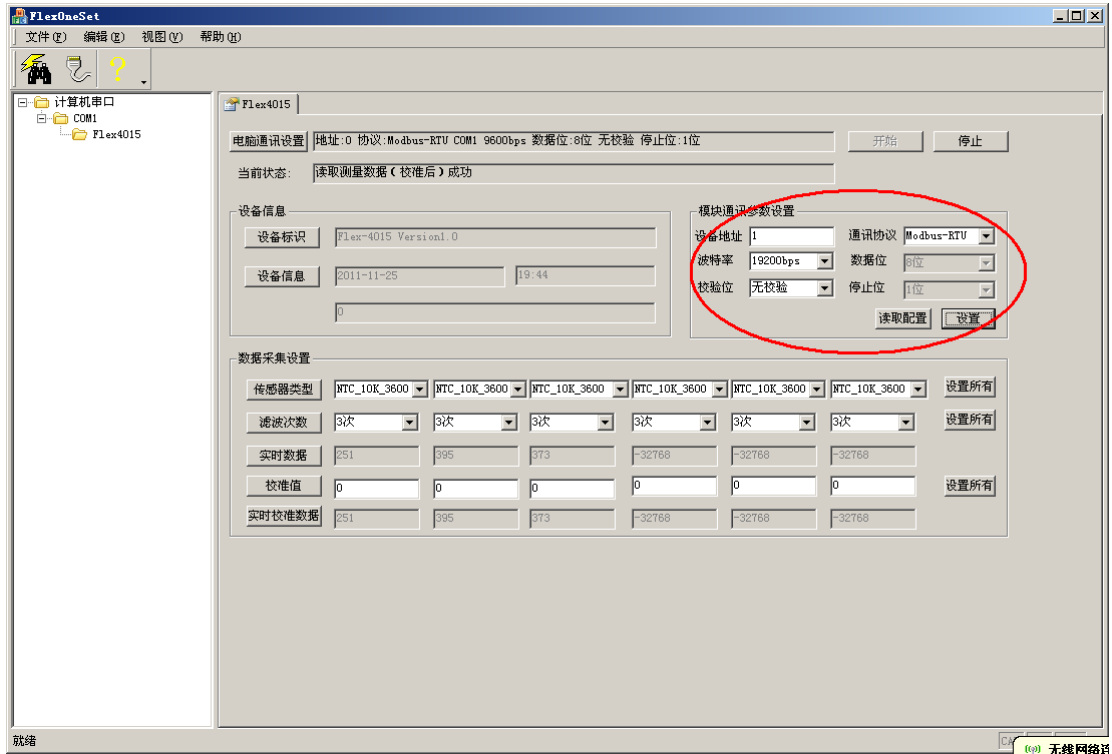 FlexOneSet
文件(F) 编辑(E) 视图(V) 帮助(H)
计算机串口
COM1
Flex4015
Flex4015
电脑通讯设置 地址:0 协议:Modbus-RTU COM1 9600bps 数据位:8位 无校验 停止位:1位 开始 停止
当前状态: 读取测量数据(校准后)成功
设备信息
设备标识 Flex-4015 Version1.0
设备信息 2011-11-25 19:44
0
模块通讯参数设置
设备地址 1 通讯协议 Modbus-RTU
波特率 19200bps 数据位 8位
校验位 无校验 停止位 1位
读取配置 设置
数据采集设置
传感器类型 NTC_10K_3600 NTC_10K_3600 NTC_10K_3600 NTC_10K_3600 NTC_10K_3600 NTC_10K_3600 设置所有
滤波次数 3次 3次 3次 3次 3次 3次 设置所有
实时数据 251 395 373 -32768 -32768 -32768
校准值 0 0 0 0 0 0 设置所有
实时校准数据 251 395 373 -32768 -32768 -32768
就绪
无线网络